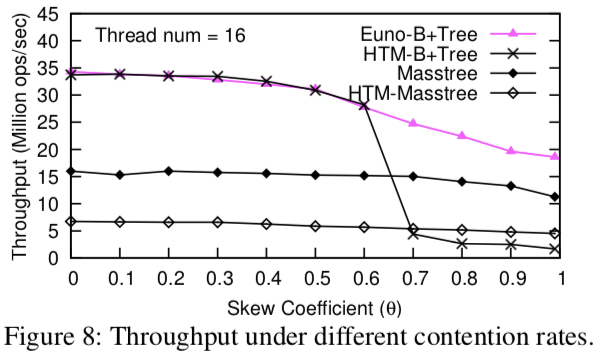 45
40
35
30
25
20
15
10
5
0
Throughput (Million ops/sec)
Thread num = 16
Euno-B+Tree
HTM-B+Tree
Masstree
HTM-Masstree
0 0.1 0.2 0.3 0.4 0.5 0.6 0.7 0.8 0.9 1
Skew Coefficient (θ)
Figure 8: Throughput under different contention rates.